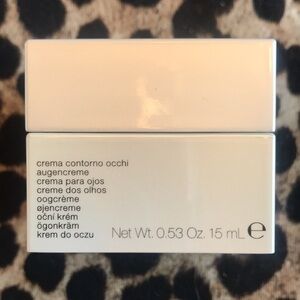 crema contorno occhi
augencreme
crema para ojos
creme dos olhos
oogcrème
øjencreme
oční krém
ögonkräm
krem do oczu
Net Wt. 0.53 Oz. 15 mL ℮